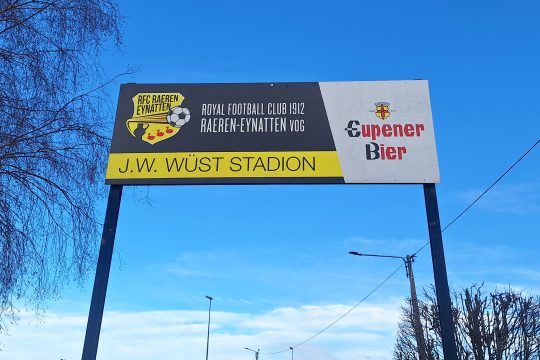 RFC RAEREN
EYNATTEN
ROYAL FOOTBALL CLUB 1912
RAEREN-EYNATTEN VOG
J.W. WÜST STADION
Eupener
Bier